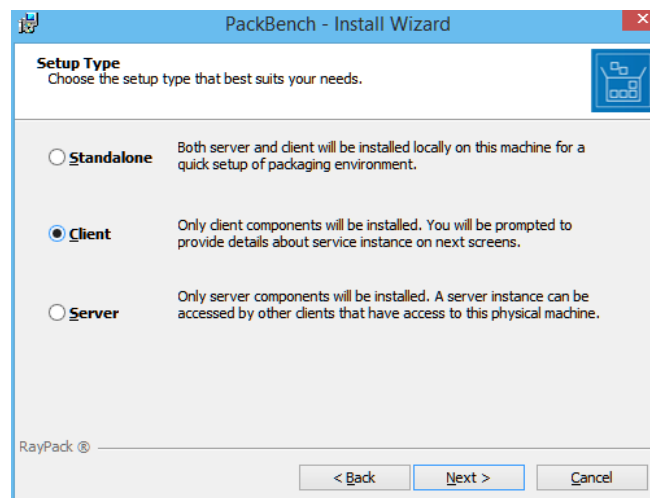 PackBench - Install Wizard
Setup Type
Choose the setup type that best suits your needs.
Standalone
Both server and client will be installed locally on this machine for a
quick setup of packaging environment.
Client
Only client components will be installed. You will be prompted to
provide details about service instance on next screens.
Server
Only server components will be installed. A server instance can be
accessed by other clients that have access to this physical machine.
RayPack ®
< Back
Next >
Cancel